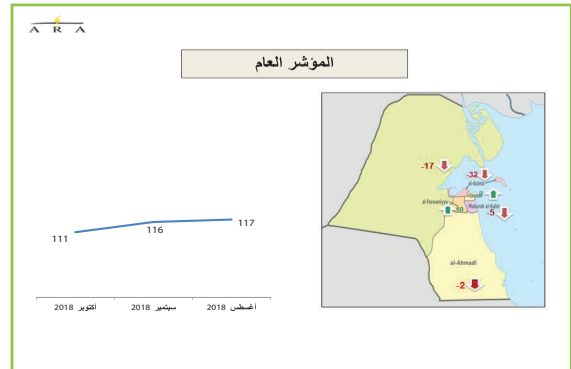 A R A
المؤشر العام
117
116
111
أغسطس 2018
سبتمبر 2018
أكتوبر 2018
-17
-32
al-Asima
al-Farwaniyya
Mubarak al-Kabir
-5
al-Ahmadi
-2